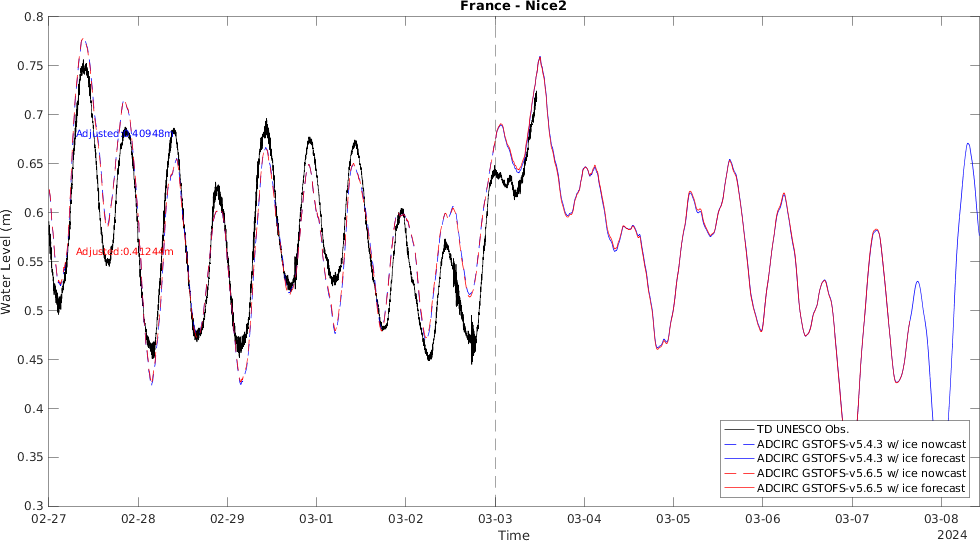 France - Nice2
0.8
0.75
0.7
0.65
0.6
0.55
0.5
0.45
0.4
0.35
0.3
Water Level (m)
Adjusted:0.40948m
Adjusted:0.41244m
TD UNESCO Obs.
ADCIRC GSTOFS-v5.4.3 w/ ice nowcast
ADCIRC GSTOFS-v5.4.3 w/ ice forecast
ADCIRC GSTOFS-v5.6.5 w/ ice nowcast
ADCIRC GSTOFS-v5.6.5 w/ ice forecast
02-27 02-28 02-29 03-01 03-02 03-03 03-04 03-05 03-06 03-07 03-08
Time
2024